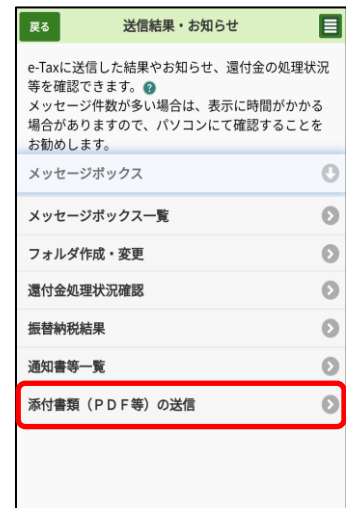 戻る
送信結果・お知らせ
e-Taxに送信した結果やお知らせ、還付金の処理状況
等を確認できます。?
メッセージ件数が多い場合は、表示に時間がかかる
場合がありますので、パソコンにて確認することを
お勧めします。
メッセージボックス
メッセージボックス一覧
フォルダ作成・変更
還付金処理状況確認
振替納税結果
通知書等一覧
添付書類（ＰＤＦ等）の送信